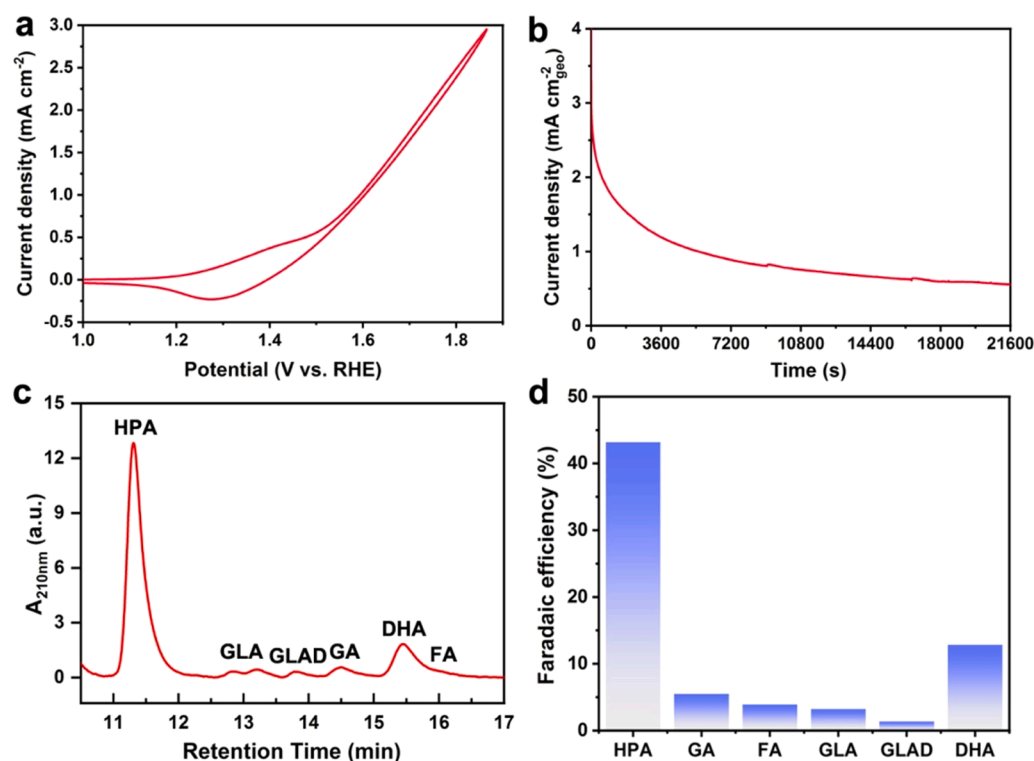 a
Current density (mA cm⁻²)
3.0
2.5
2.0
1.5
1.0
0.5
0.0
-0.5
1.0 1.2 1.4 1.6 1.8
Potential (V vs. RHE)
b
Current density (mA cm⁻²geo)
4
3
2
1
0
0 3600 7200 10800 14400 18000 21600
Time (s)
c
A210nm (a.u.)
15
12
9
6
3
0
HPA
GLA
GLAD
GA
DHA
FA
11 12 13 14 15 16 17
Retention Time (min)
d
Faradaic efficiency (%)
50
40
30
20
10
0
HPA GA FA GLA GLAD DHA